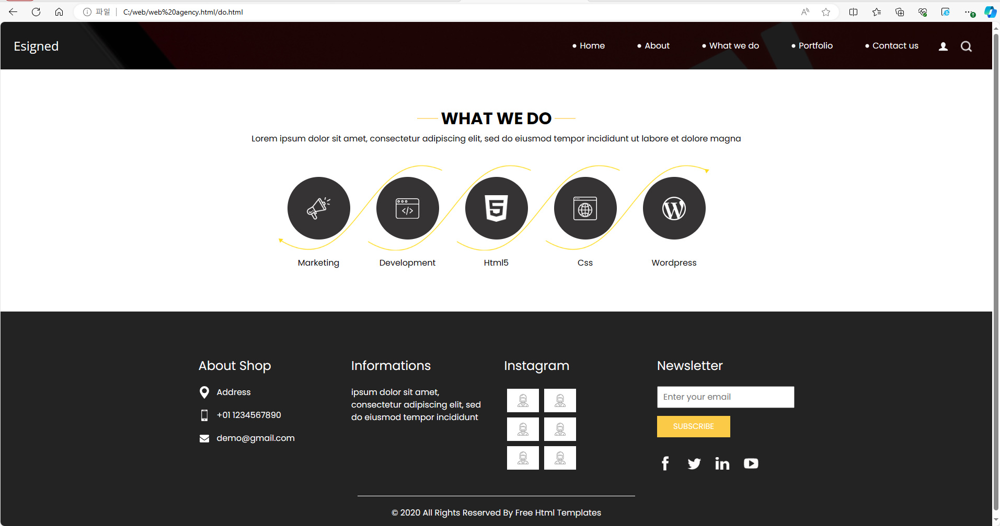 파일 C:/web/web%20agency.html/do.html
Esigned
Home About What we do Portfolio Contact us
WHAT WE DO
Lorem ipsum dolor sit amet, consectetur adipiscing elit, sed do eiusmod tempor incididunt ut labore et dolore magna
Marketing Development Html5 Css Wordpress
About Shop
Address
+01 1234567890
demo@gmail.com
Informations
ipsum dolor sit amet,
consectetur adipiscing elit, sed
do eiusmod tempor incididunt
Instagram
Newsletter
Enter your email
SUBSCRIBE
© 2020 All Rights Reserved By Free Html Templates